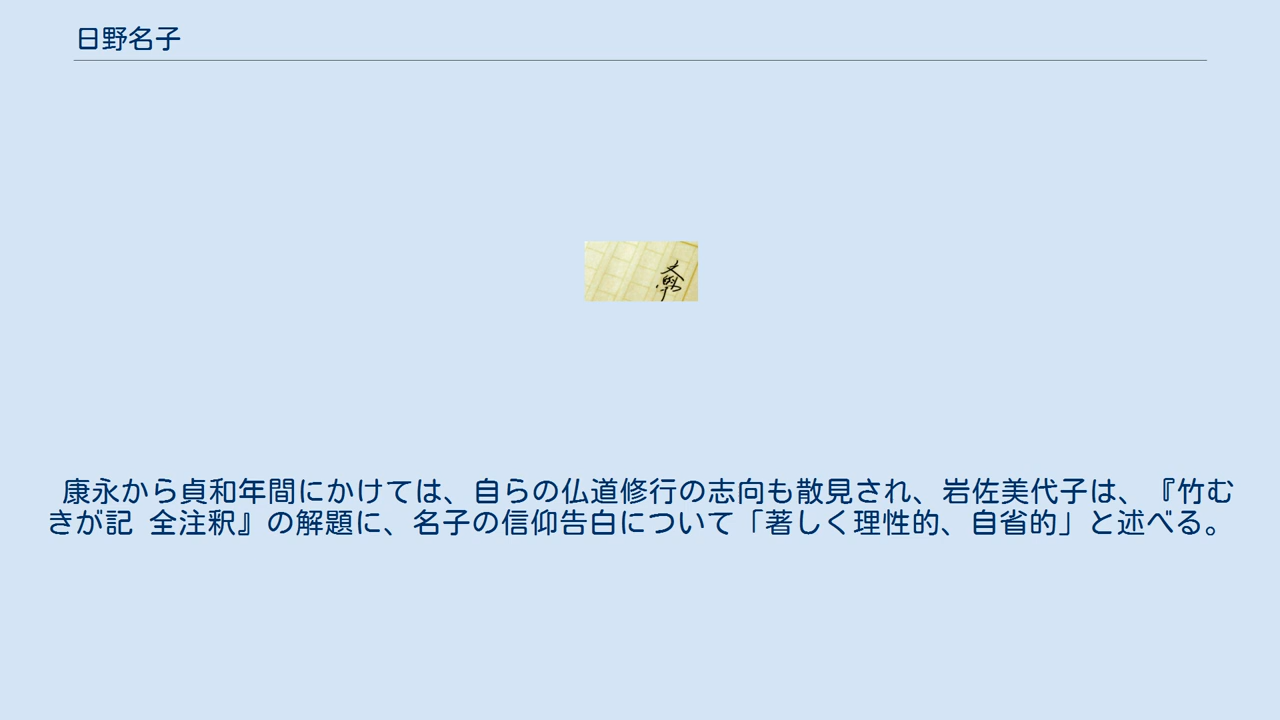 日野名子
康永から貞和年間にかけては、自らの仏道修行の志向も散見され、岩佐美代子は、『竹む
きが記 全注釈』の解題に、名子の信仰告白について「著しく理性的、自省的」と述べる。